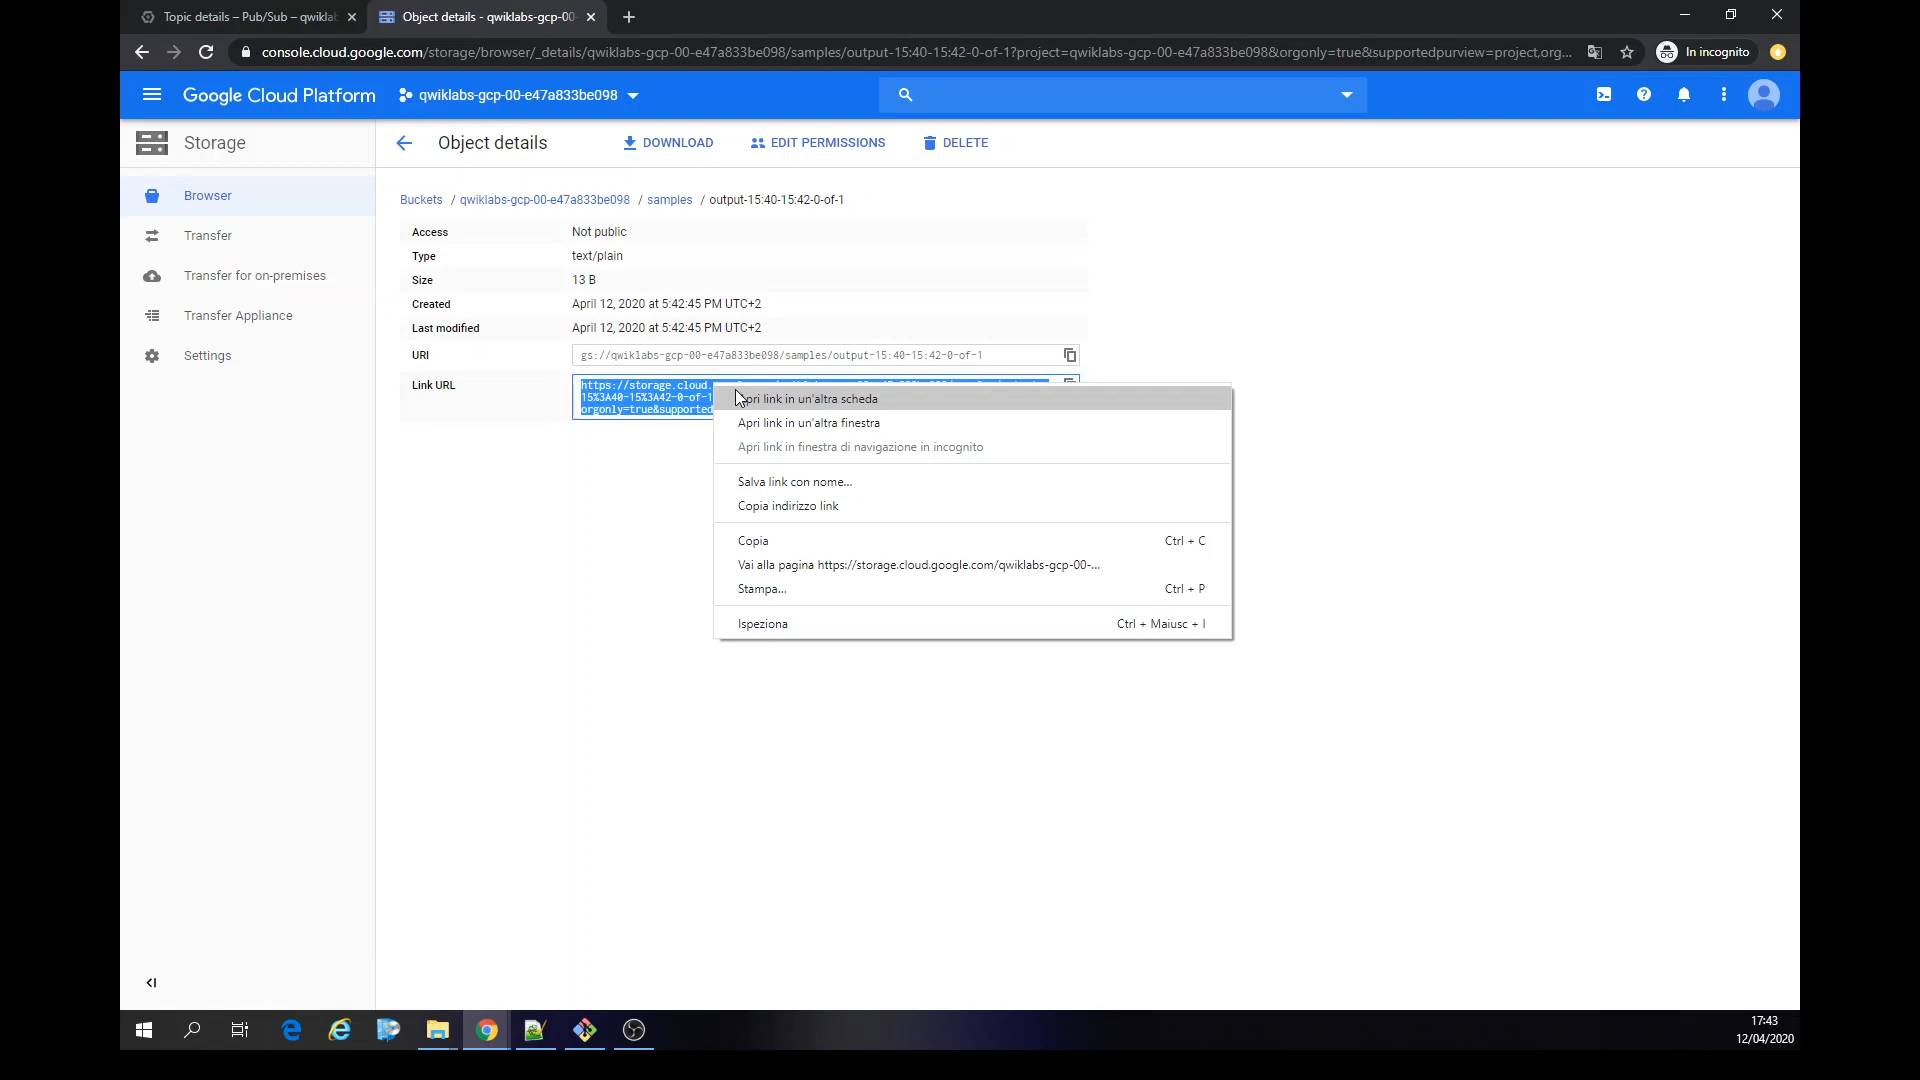 Topic details – Pub/Sub – qwikla
Object details - qwiklabs-gcp-00-
console.cloud.google.com/storage/browser/_details/qwiklabs-gcp-00-e47a833be098/samples/output-15:40-15:42-0-of-1?project=qwiklabs-gcp-00-e47a833be098&orgonly=true&supportedpurview=project,org...
In incognito
Google Cloud Platform
qwiklabs-gcp-00-e47a833be098
Storage
Object details
DOWNLOAD
EDIT PERMISSIONS
DELETE
Browser
Transfer
Transfer for on-premises
Transfer Appliance
Settings
Buckets / qwiklabs-gcp-00-e47a833be098 / samples / output-15:40-15:42-0-of-1
Access Not public
Type text/plain
Size 13 B
Created April 12, 2020 at 5:42:45 PM UTC+2
Last modified April 12, 2020 at 5:42:45 PM UTC+2
URI gs://qwiklabs-gcp-00-e47a833be098/samples/output-15:40-15:42-0-of-1
Link URL https://storage.cloud.
15%3A40-15%3A42-0-of-1
orgonly=true&supported
Apri link in un'altra scheda
Apri link in un'altra finestra
Apri link in finestra di navigazione in incognito
Salva link con nome...
Copia indirizzo link
Copia Ctrl + C
Vai alla pagina https://storage.cloud.google.com/qwiklabs-gcp-00-...
Stampa... Ctrl + P
Ispeziona Ctrl + Maiusc + I
17:43
12/04/2020